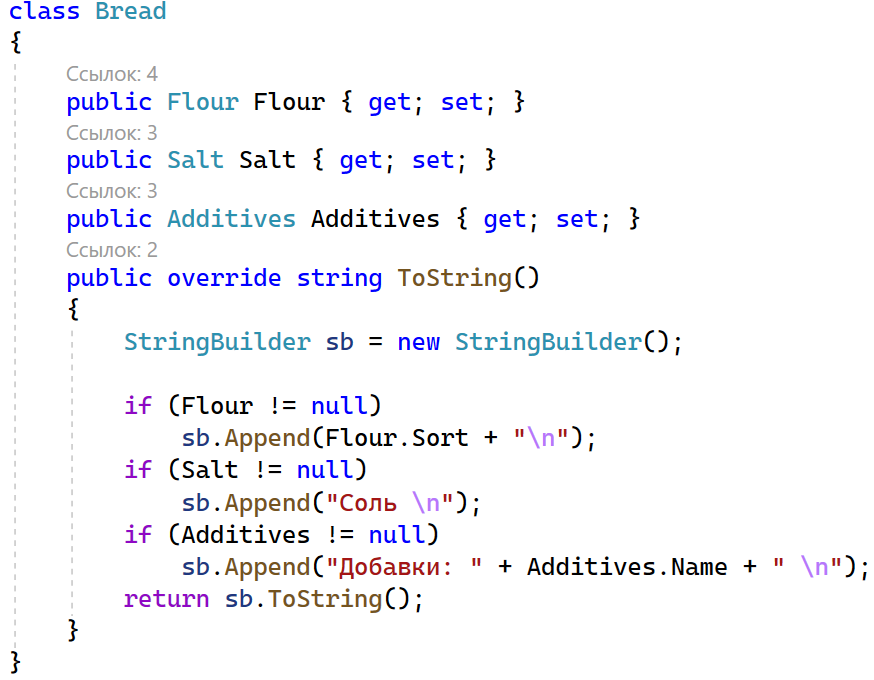 class Bread
{
Ссылок: 4
public Flour Flour { get; set; }
Ссылок: 3
public Salt Salt { get; set; }
Ссылок: 3
public Additives Additives { get; set; }
Ссылок: 2
public override string ToString()
{
StringBuilder sb = new StringBuilder();
if (Flour != null)
sb.Append(Flour.Sort + "\n");
if (Salt != null)
sb.Append("Соль \n");
if (Additives != null)
sb.Append("Добавки: " + Additives.Name + " \n");
return sb.ToString();
}
}